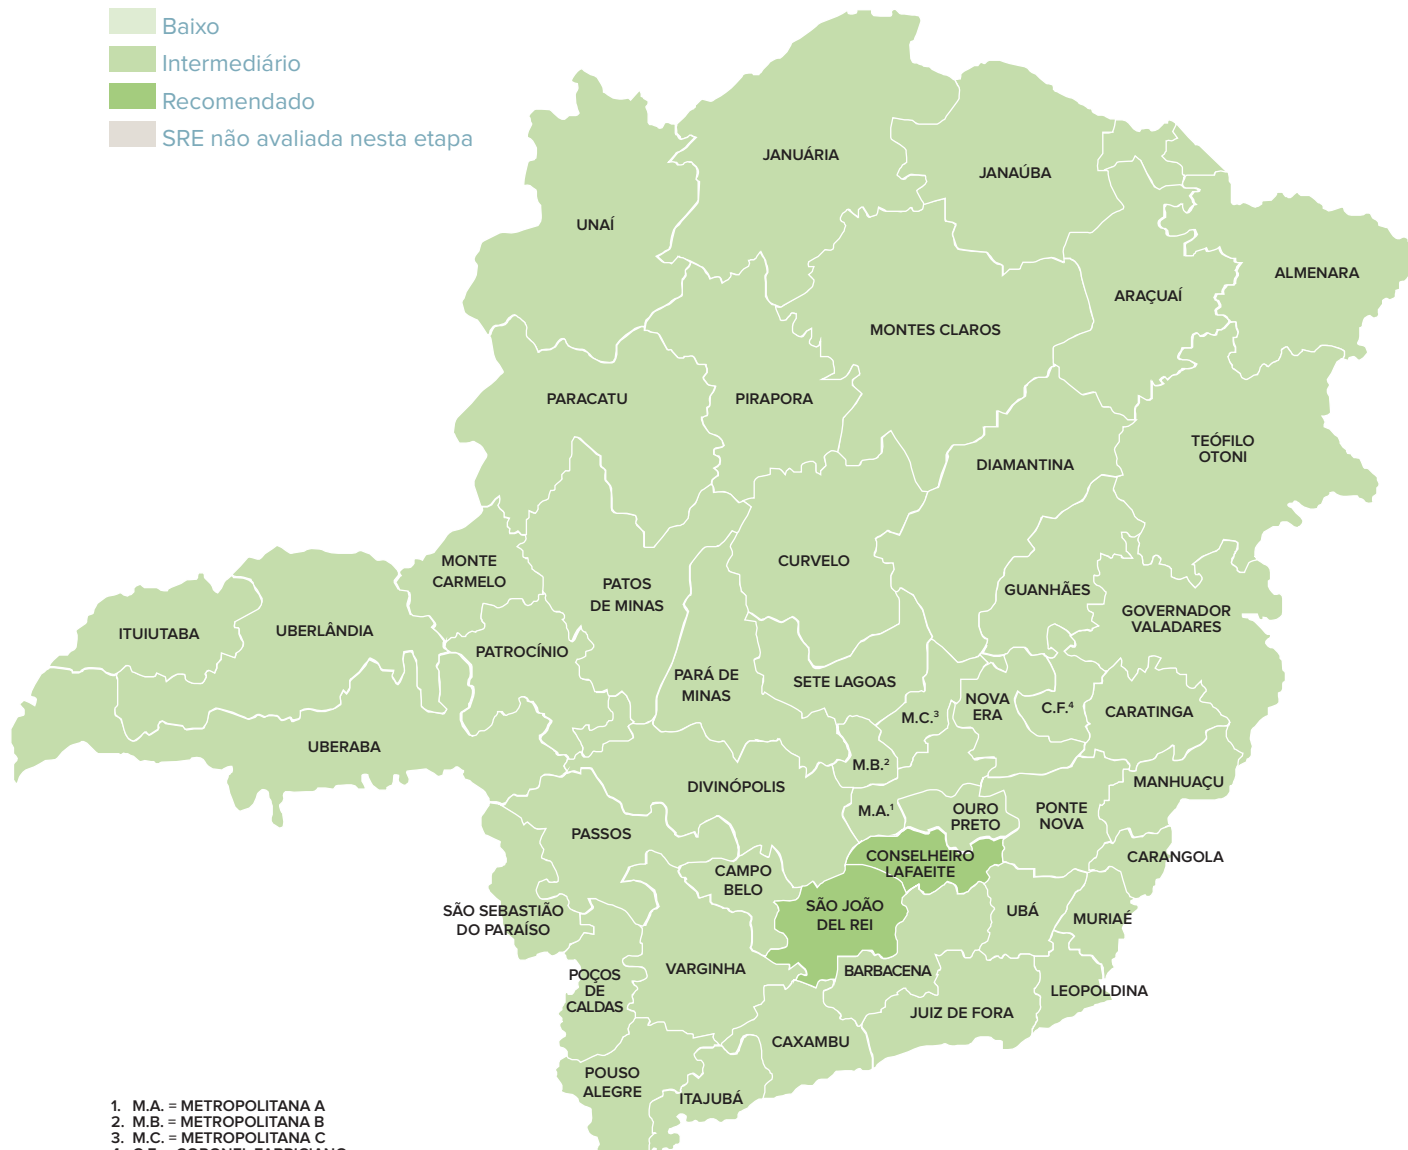 Baixo
Intermediário
Recomendado
SRE não avaliada nesta etapa
JANUÁRIA
JANAÚBA
UNAÍ
ALMENARA
ARAÇUAÍ
MONTES CLAROS
PARACATU
PIRAPORA
TEÓFILO
OTONI
DIAMANTINA
MONTE
CARMELO
CURVELO
PATOS
DE MINAS
GUANHÃES
GOVERNADOR
VALADARES
ITUIUTABA
UBERLÂNDIA
PATROCÍNIO
PARÁ DE
MINAS
SETE LAGOAS
NOVA
ERA
M.C.³
C.F.⁴
CARATINGA
UBERABA
M.B.²
DIVINÓPOLIS
MANHUAÇU
M.A.¹
OURO
PRETO
PONTE
NOVA
PASSOS
CONSELHEIRO
LAFAEITE
CARANGOLA
CAMPO
BELO
SÃO SEBASTIÃO
DO PARAÍSO
SÃO JOÃO
DEL REI
UBÁ
MURIAÉ
VARGINHA
BARBACENA
POÇOS
DE
CALDAS
LEOPOLDINA
JUIZ DE FORA
CAXAMBU
POUSO
ALEGRE
ITAJUBÁ
1. M.A. = METROPOLITANA A
2. M.B. = METROPOLITANA B
3. M.C. = METROPOLITANA C
4. C.F. = CORONEL FABRICIANO